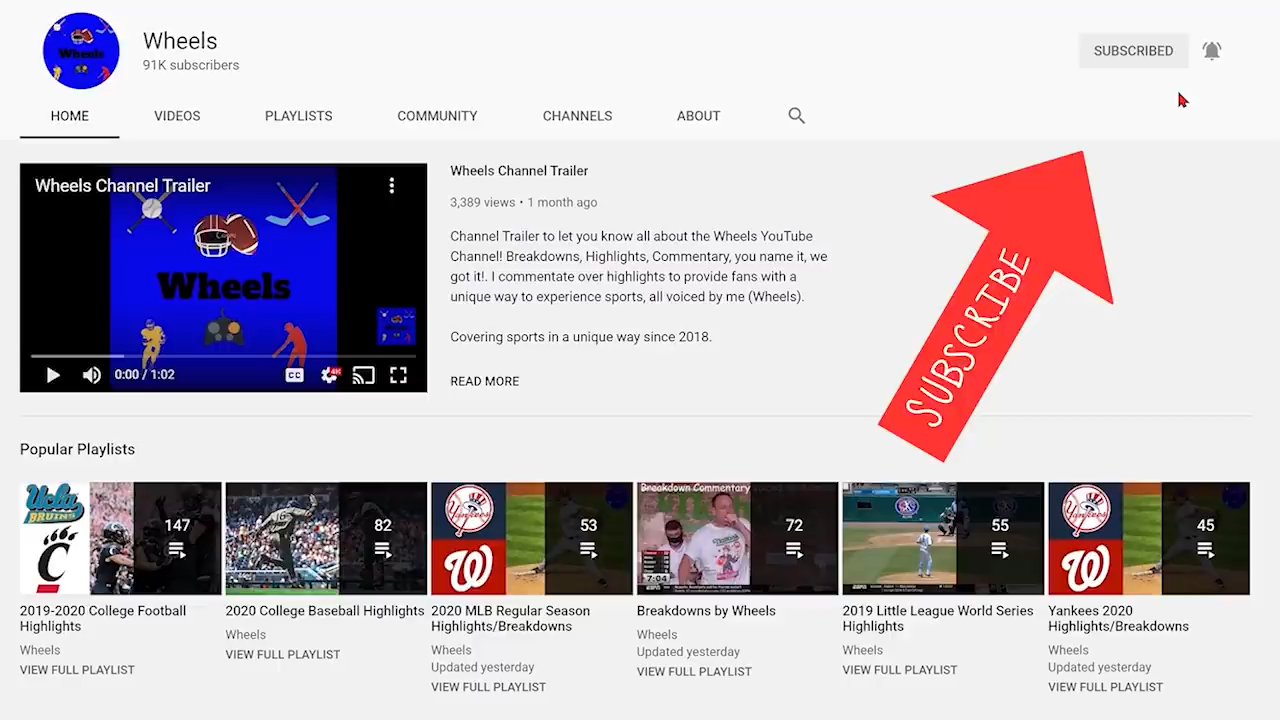 Wheels
Wheels
91K subscribers
SUBSCRIBED
HOME
VIDEOS
PLAYLISTS
COMMUNITY
CHANNELS
ABOUT
Wheels Channel Trailer
Wheels
0:00 / 1:02
CC
4K
Wheels Channel Trailer
3,389 views • 1 month ago
Channel Trailer to let you know all about the Wheels YouTube
Channel! Breakdowns, Highlights, Commentary, you name it, we
got it!. I commentate over highlights to provide fans with a
unique way to experience sports, all voiced by me (Wheels).
Covering sports in a unique way since 2018.
READ MORE
SUBSCRIBE
Popular Playlists
Ucla
BRUINS
C
147
2019-2020 College Football
Highlights
Wheels
VIEW FULL PLAYLIST
82
2020 College Baseball Highlights
Wheels
VIEW FULL PLAYLIST
Yankees
W
53
2020 MLB Regular Season
Highlights/Breakdowns
Wheels
Updated yesterday
VIEW FULL PLAYLIST
Breakdown Commentary
7:04
72
Breakdowns by Wheels
Wheels
Updated yesterday
VIEW FULL PLAYLIST
ESPN
55
2019 Little League World Series
Highlights
Wheels
VIEW FULL PLAYLIST
Yankees
W
45
Yankees 2020
Highlights/Breakdowns
Wheels
Updated yesterday
VIEW FULL PLAYLIST